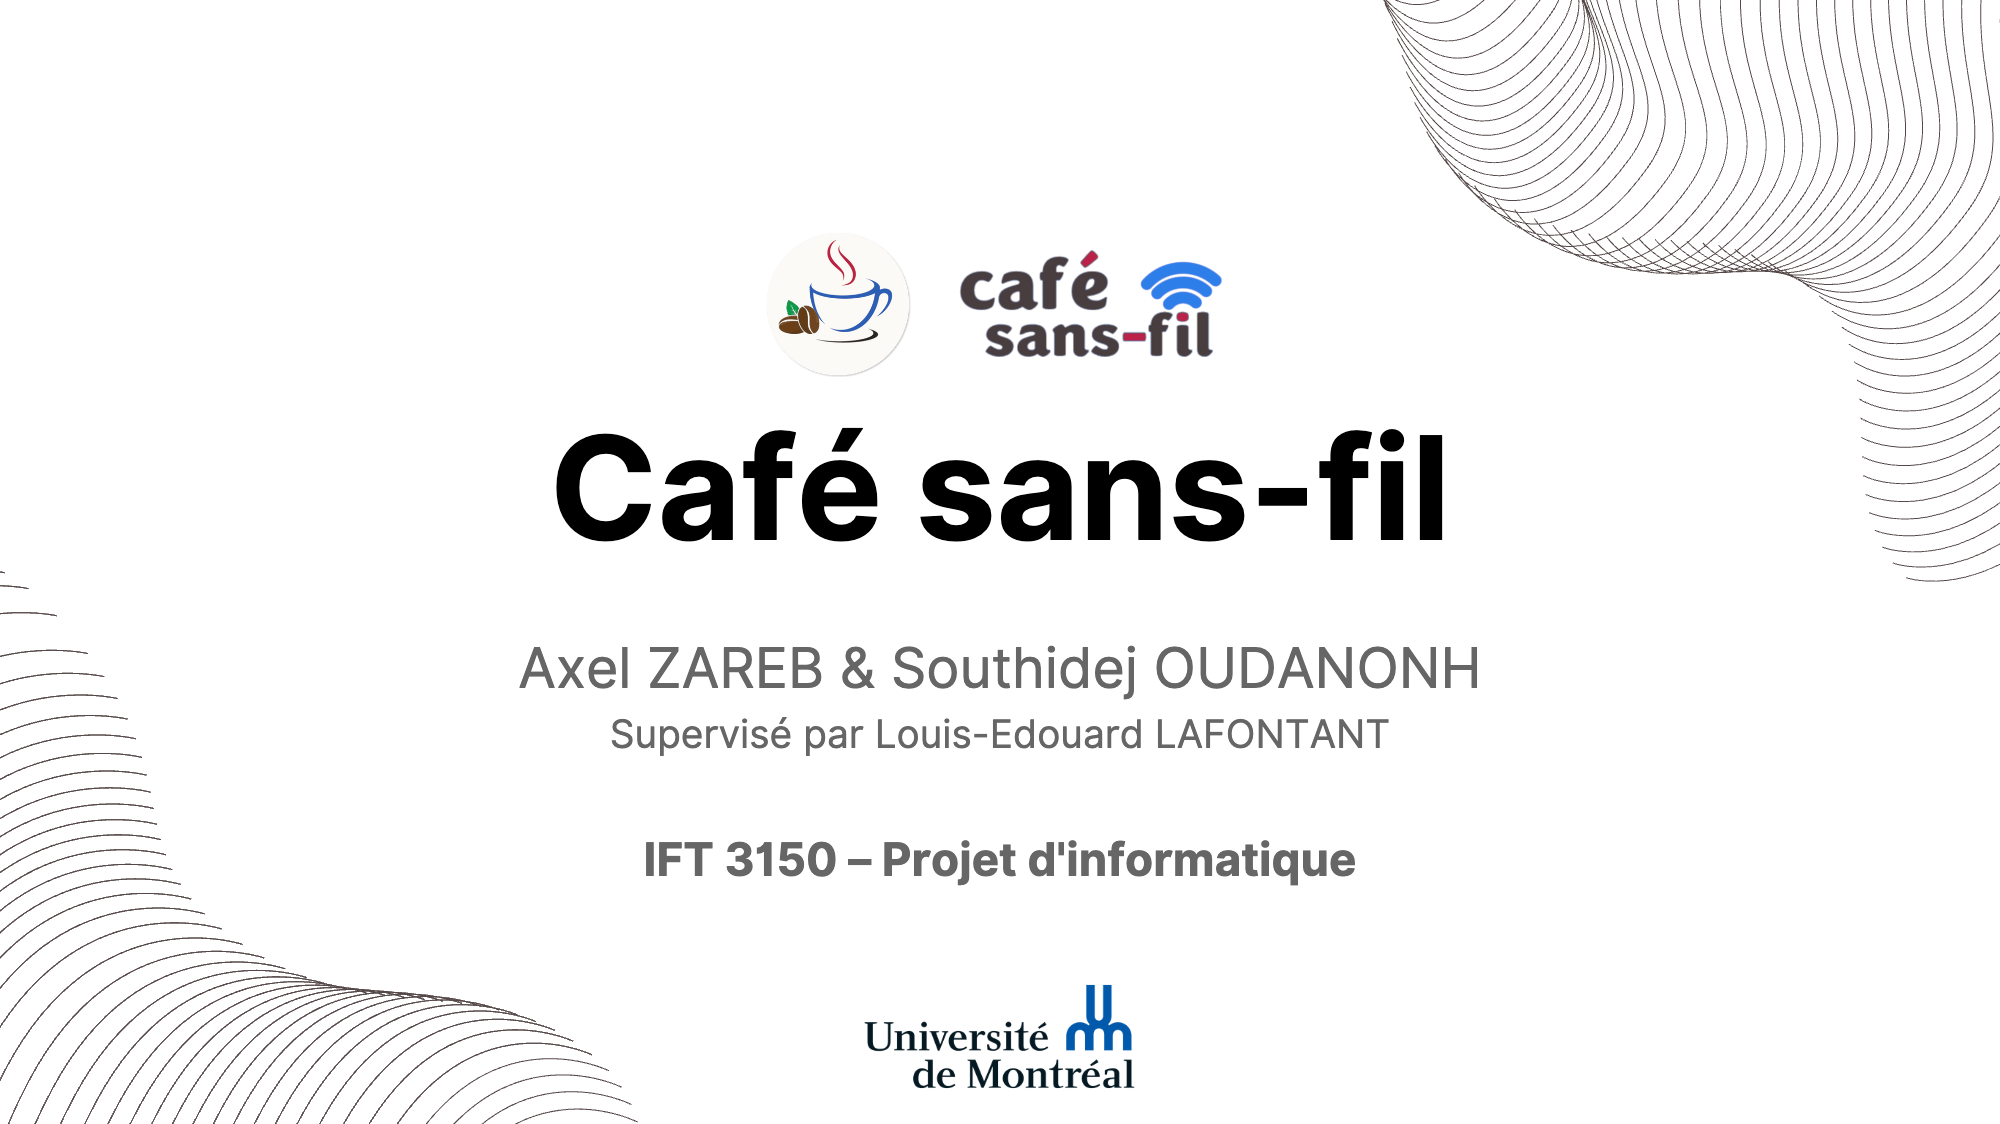 café
sans-fil
Café sans-fil
Axel ZAREB & Southidej OUDANONH
Supervisé par Louis-Edouard LAFONTANT
IFT 3150 – Projet d'informatique
Université
de Montréal